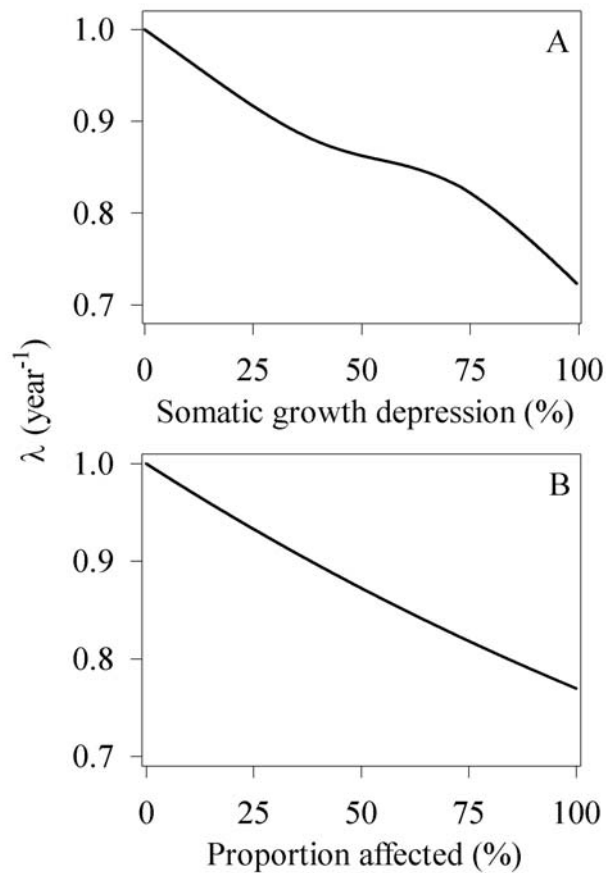 A
1.0
0.9
0.8
0.7
0 25 50 75 100
Somatic growth depression (%)
λ (year⁻¹)
B
1.0
0.9
0.8
0.7
0 25 50 75 100
Proportion affected (%)